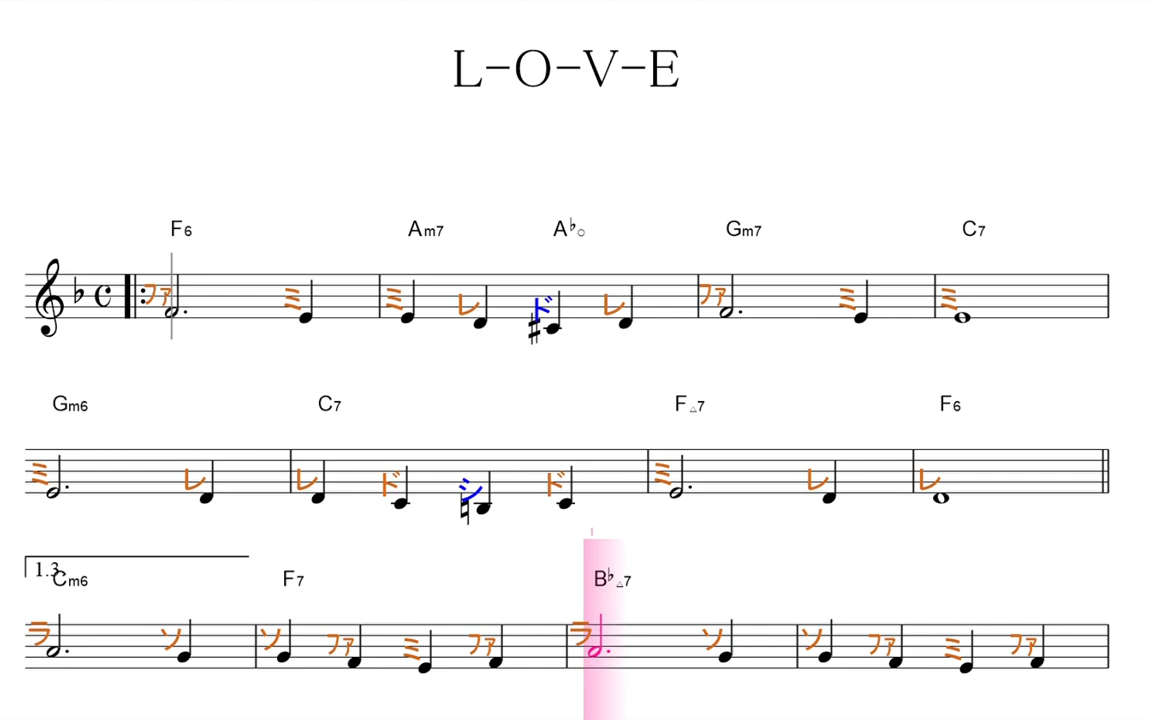 L-O-V-E
F6 Am7 A♭○ Gm7 C7
ファ ミ ミ レ ド レ ファ ミ ミ
Gm6 C7 F△7 F6
ミ レ レ ド シ ド ミ レ レ
1.3.
Cm6 F7 B♭△7
ラ ソ ソ ファ ミ ファ ラ ソ ソ ファ ミ ファ